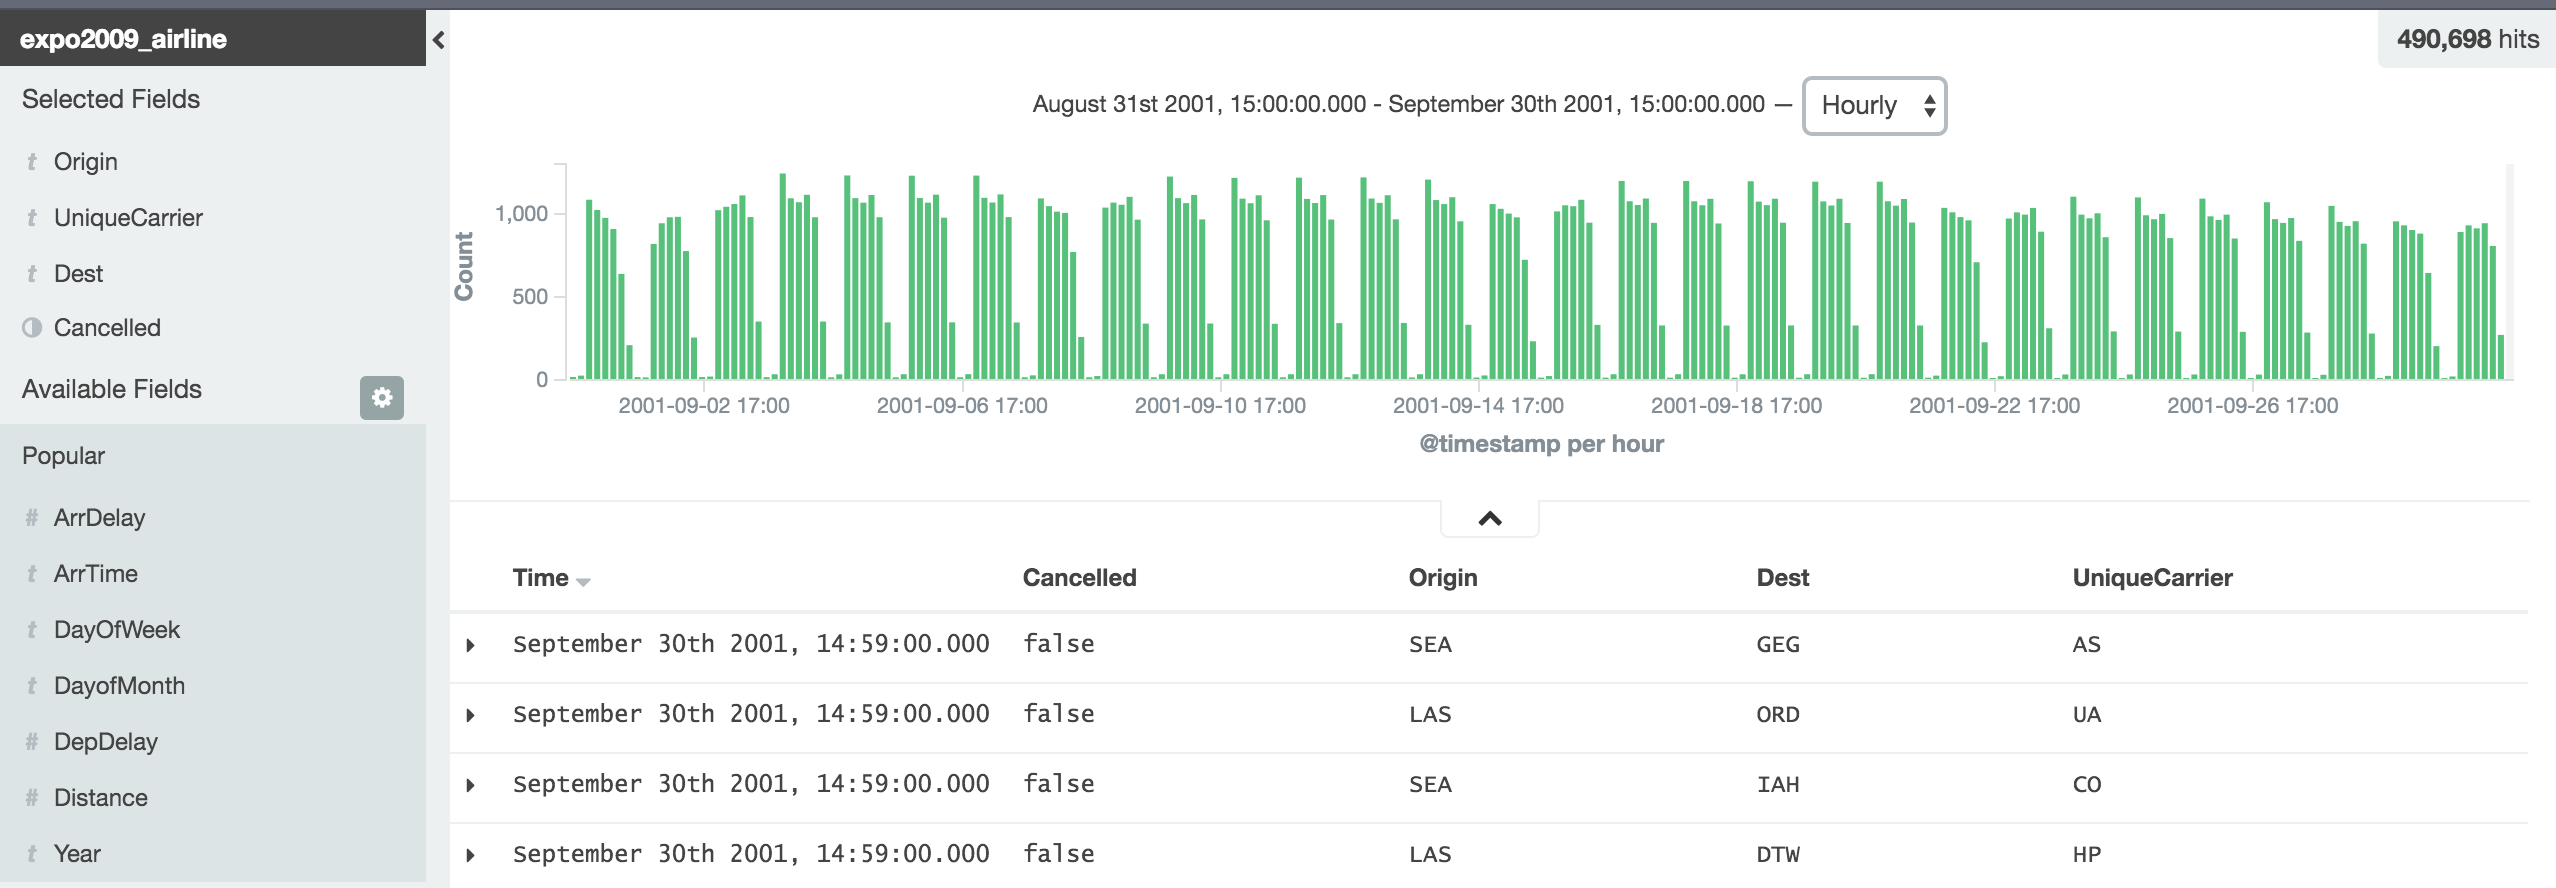 expo2009_airline
Selected Fields
t Origin
t UniqueCarrier
t Dest
Cancelled
Available Fields
Popular
# ArrDelay
t ArrTime
t DayOfWeek
t DayofMonth
# DepDelay
# Distance
t Year
490,698 hits
August 31st 2001, 15:00:00.000 - September 30th 2001, 15:00:00.000 — Hourly
Count
1,000
500
0
2001-09-02 17:00 2001-09-06 17:00 2001-09-10 17:00 2001-09-14 17:00 2001-09-18 17:00 2001-09-22 17:00 2001-09-26 17:00
@timestamp per hour
Time Cancelled Origin Dest UniqueCarrier
September 30th 2001, 14:59:00.000 false SEA GEG AS
September 30th 2001, 14:59:00.000 false LAS ORD UA
September 30th 2001, 14:59:00.000 false SEA IAH CO
September 30th 2001, 14:59:00.000 false LAS DTW HP